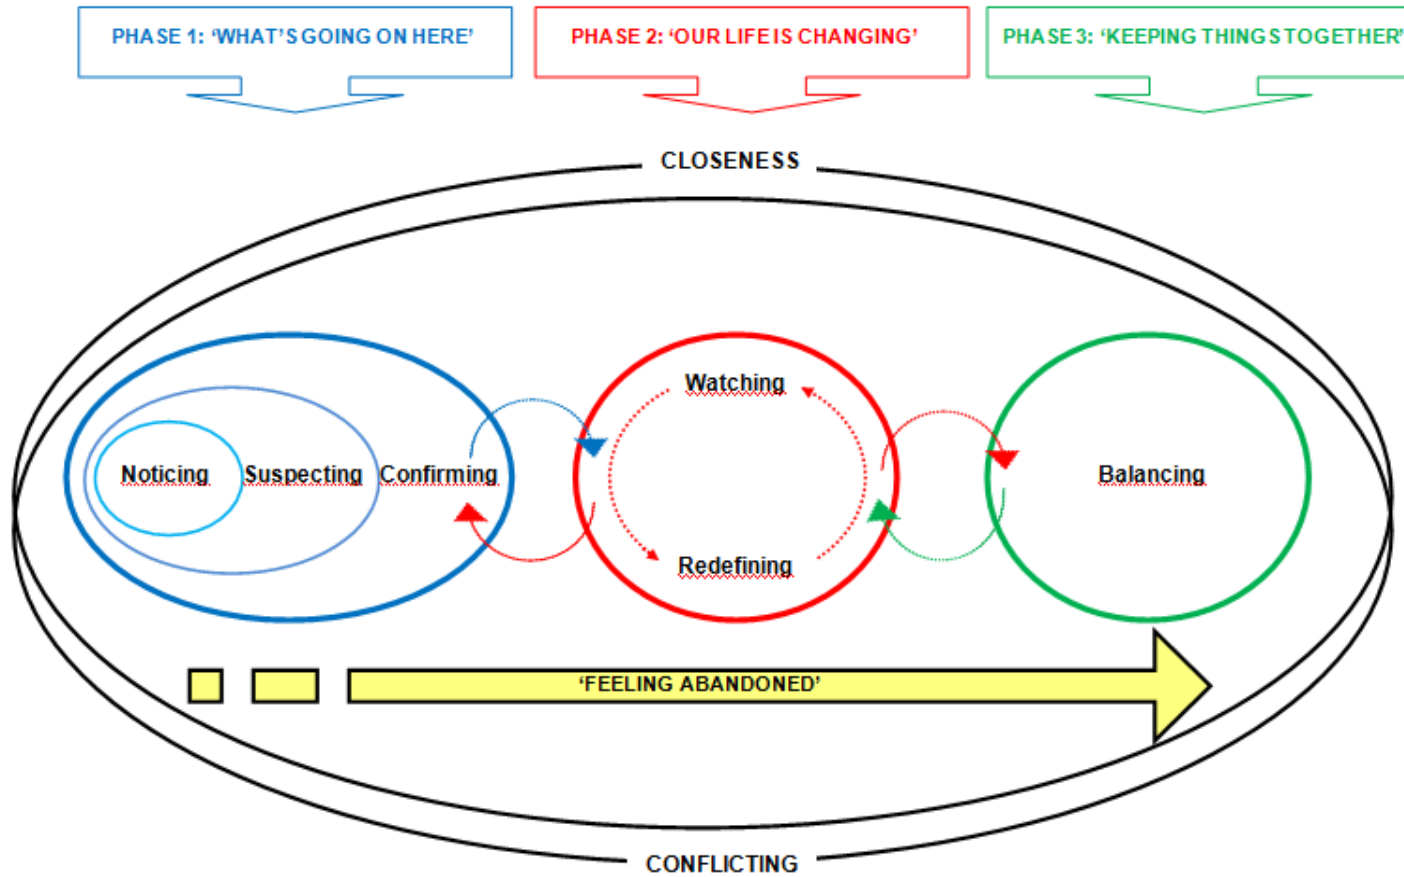 PHASE 1: ‘WHAT’S GOING ON HERE’
PHASE 2: ‘OUR LIFE IS CHANGING’
PHASE 3: ‘KEEPING THINGS TOGETHER’
CLOSENESS
Watching
Noticing
Suspecting
Confirming
Balancing
Redefining
‘FEELING ABANDONED’
CONFLICTING